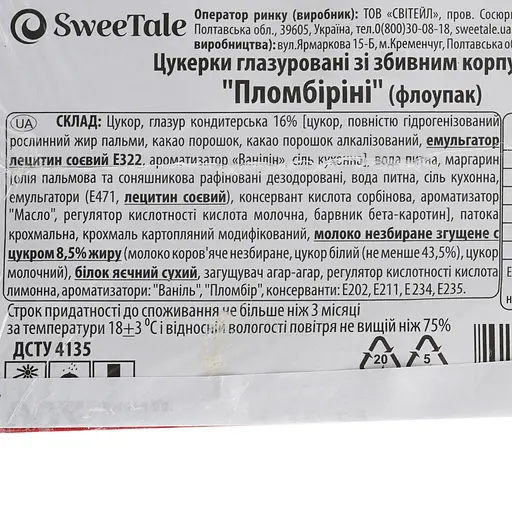 SWEETALE
Оператор ринку (виробник): ТОВ «СВІТЕЙЛ», пров.
Полтавська обл., 39605, Україна, тел.0(800)30-08-18,
виробництва: вул.Ярмаркова 15-Б, м.Кременчуг,
Цукерки глазуровані зі збивним
"Пломбіріні" (флоупак)
UA СКЛАД: Цукор, глазур кондитерська 16% [цукор, повністю гідрогенізований
рослинний жир пальми, какао порошок, какао порошок алкалізований, емульгатор
лецитин соєвий Е322, ароматизатор «Ванілін», сіль кухонна], вода питна, маргарин
[олія пальмова та соняшникова рафіновані дезодоровані, вода питна, сіль кухонна,
емульгатори (Е471, лецитин соєвий), консервант кислота сорбінова, ароматизатор
"Масло", регулятор кислотності кислота молочна, барвник бета-каротин], патока
крохмальна, крохмаль картопляний модифікований, молоко незбиране згущене с
цукром 8,5% жиру (молоко коров'яче незбиране, цукор білий (не менше 43,5%), цукор
молочний), білок яєчний сухий, загущувач агар-агар, регулятор кислотності кислота
лимонна, ароматизатори: "Ваніль", "Пломбір", консерванти: Е202, Е211, Е234, Е235.
Строк придатності до споживання не більше ніж 3 місяці
за температури 18±3 ⁰С і відносній вологості повітря не вищій ніж 75%
ДСТУ 4135
20 5